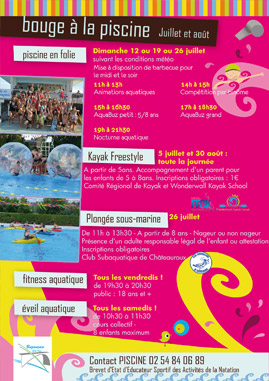 bouge à la piscine Juillet et août
piscine en folie
Dimanche 12 ou 19 ou 26 juillet
suivant les conditions météo
Mise à disposition de barbecue pour
le midi et le soir
11h à 13h
Animations aquatiques
14h à 15h
Compétition par
15h à 16h30
AquaBuz petit : 5/8 ans
17h à 18h30
AquaBuz grand
19h à 21h30
Nocturne aquatique
Kayak Freestyle
5 juillet et 30 août :
toute la journée
A partir de 5ans. Accompagnement d'un parent pour
les enfants de 5 à 8ans. Inscriptions obligatoires : 1€
Comité Régional de Kayak et Wonderwall Kayak School
Plongée sous-marine
26 juillet
De 11h à 13h30 - A partir de 8 ans - Nageur ou non nageur
Présence d'un adulte responsable légal de l'enfant ou attestation
Inscriptions obligatoires
Club Subaquatique de Châteauroux
fitness aquatique
Tous les vendredis !
de 19h30 à 20h30
public : 18 ans et +
éveil aquatique
Tous les samedis !
de 10h30 à 11h30
cours collectif -
8 enfants maximum
Contact PISCINE 02 54 84 06 89
Brevet d'Etat d'Educateur Sportif des Activités de la Natation